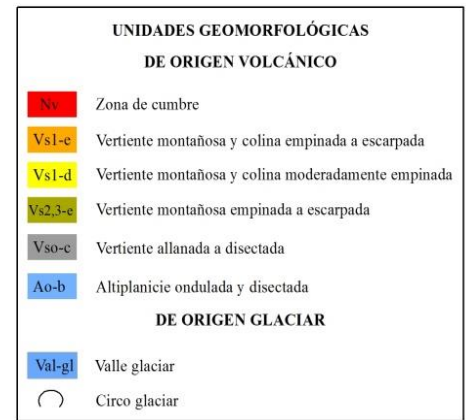 UNIDADES GEOMORFOLÓGICAS
DE ORIGEN VOLCÁNICO
Nv Zona de cumbre
Vs1-e Vertiente montañosa y colina empinada a escarpada
Vs1-d Vertiente montañosa y colina moderadamente empinada
Vs2,3-e Vertiente montañosa empinada a escarpada
Vso-c Vertiente allanada a disectada
Ao-b Altiplanicie ondulada y disectada
DE ORIGEN GLACIAR
Val-gl Valle glaciar
Circo glaciar